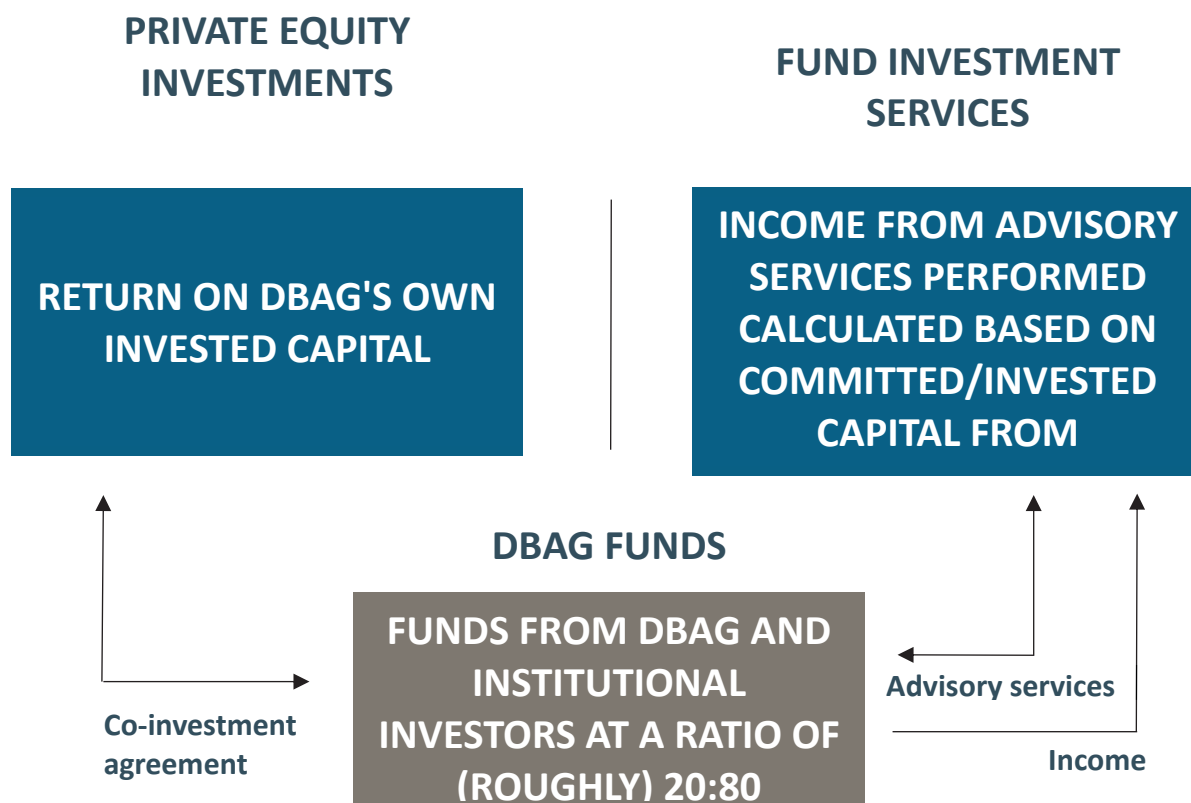 PRIVATE EQUITY
INVESTMENTS
FUND INVESTMENT
SERVICES
RETURN ON DBAG'S OWN
INVESTED CAPITAL
INCOME FROM ADVISORY
SERVICES PERFORMED
CALCULATED BASED ON
COMMITTED/INVESTED
CAPITAL FROM
DBAG FUNDS
FUNDS FROM DBAG AND
INSTITUTIONAL
INVESTORS AT A RATIO OF
(ROUGHLY) 20:80
Co-investment
agreement
Advisory services
Income